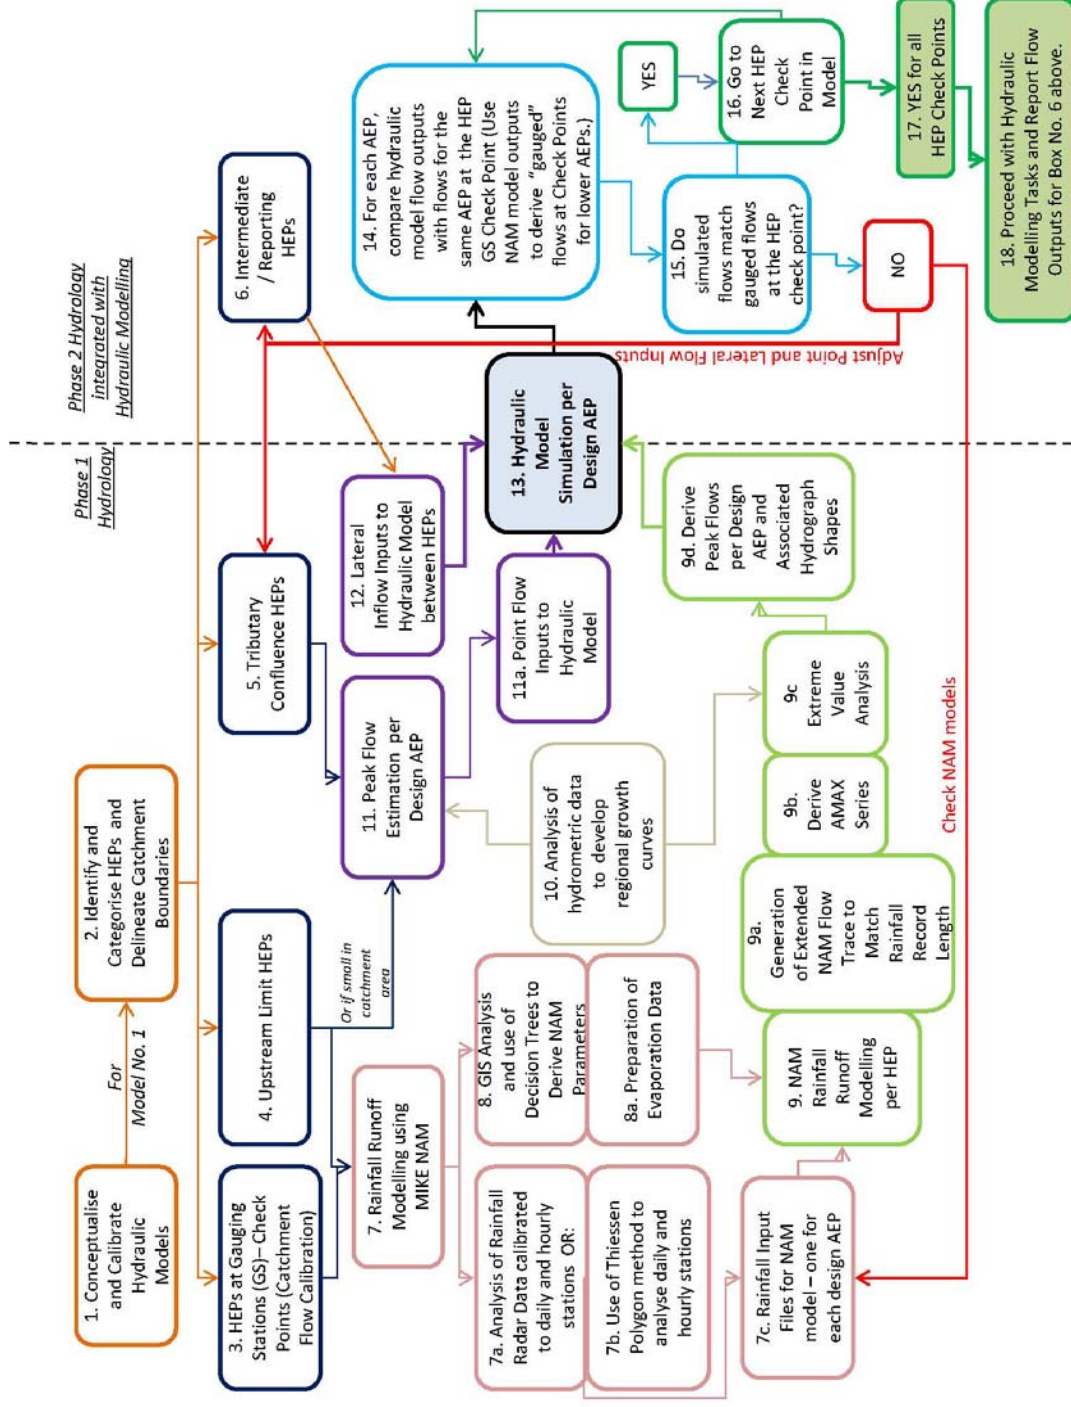 Phase 1
Hydrology
Phase 2 Hydrology
integrated with
Hydraulic Modelling
1. Conceptualise
and Calibrate
Hydraulic
Models
For
Model No. 1
2. Identify and
Categorise HEPs and
Delineate Catchment
Boundaries
3. HEPs at Gauging
Stations (GS)– Check
Points (Catchment
Flow Calibration)
4. Upstream Limit HEPs
5. Tributary
Confluence HEPs
6. Intermediate
/ Reporting
HEPs
Or if small in
catchment
area
7. Rainfall Runoff
Modelling using
MIKE NAM
11. Peak Flow
Estimation per
Design AEP
12. Lateral
Inflow Inputs to
Hydraulic Model
between HEPs
7a. Analysis of Rainfall
Radar Data calibrated
to daily and hourly
stations OR:
7b. Use of Thiessen
Polygon method to
analyse daily and
hourly stations
8. GIS Analysis
and use of
Decision Trees to
Derive NAM
Parameters
8a. Preparation of
Evaporation Data
10. Analysis of
hydrometric data
to develop
regional growth
curves
11a. Point Flow
Inputs to
Hydraulic
Model
13. Hydraulic
Model
Simulation per
Design AEP
14. For each AEP,
compare hydraulic
model flow outputs
with flows for the
same AEP at the HEP
GS Check Point (Use
NAM model outputs
to derive “gauged”
flows at Check Points
for lower AEPs.)
7c. Rainfall Input
Files for NAM
model – one for
each design AEP
9. NAM
Rainfall
Runoff
Modelling
per HEP
9a.
Generation
of Extended
NAM Flow
Trace to
Match
Rainfall
Record
Length
9b.
Derive
AMAX
Series
9c
Extreme
Value
Analysis
9d. Derive
Peak Flows
per Design
AEP and
Associated
Hydrograph
Shapes
Adjust Point and Lateral Flow Inputs
15. Do
simulated
flows match
gauged flows
at the HEP
check point?
YES
16. Go to
Next HEP
Check
Point in
Model
NO
Check NAM models
17. YES for all
HEP Check Points
18. Proceed with Hydraulic
Modelling Tasks and Report Flow
Outputs for Box No. 6 above.